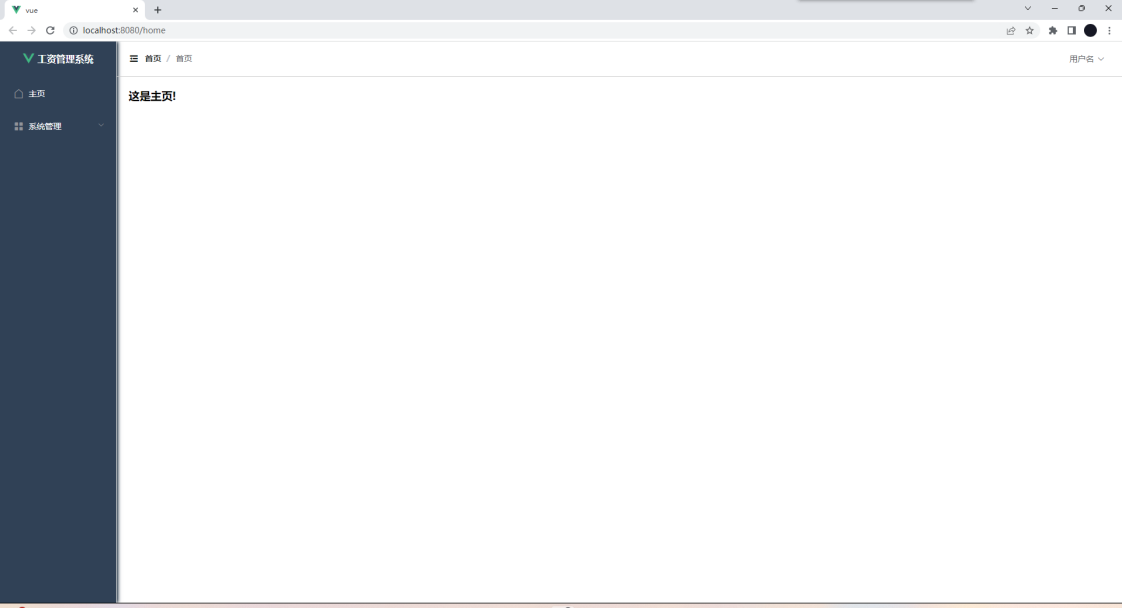 vue
localhost:8080/home
工资管理系统
首页 / 首页
用户名
主页
这是主页!
系统管理